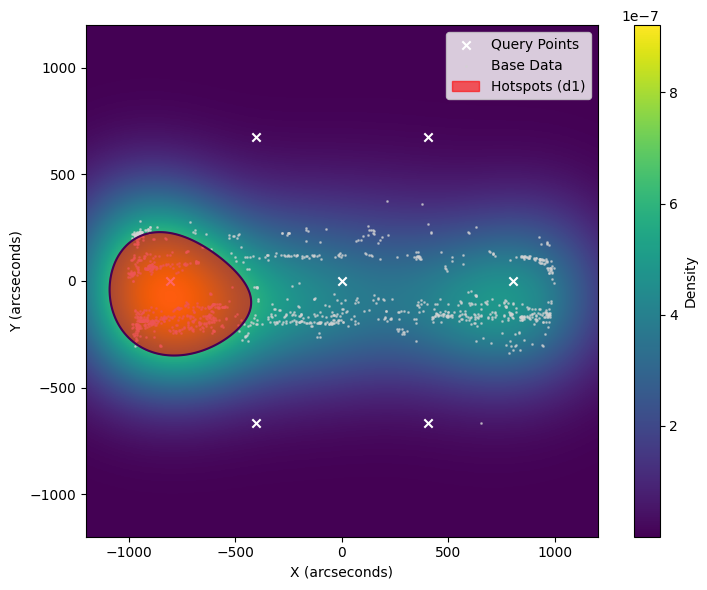 1e−7
Query Points
Base Data
Hotspots (d1)
1000
500
0
−500
−1000
Y (arcseconds)
−1000
−500
0
500
1000
X (arcseconds)
8
6
4
2
Density